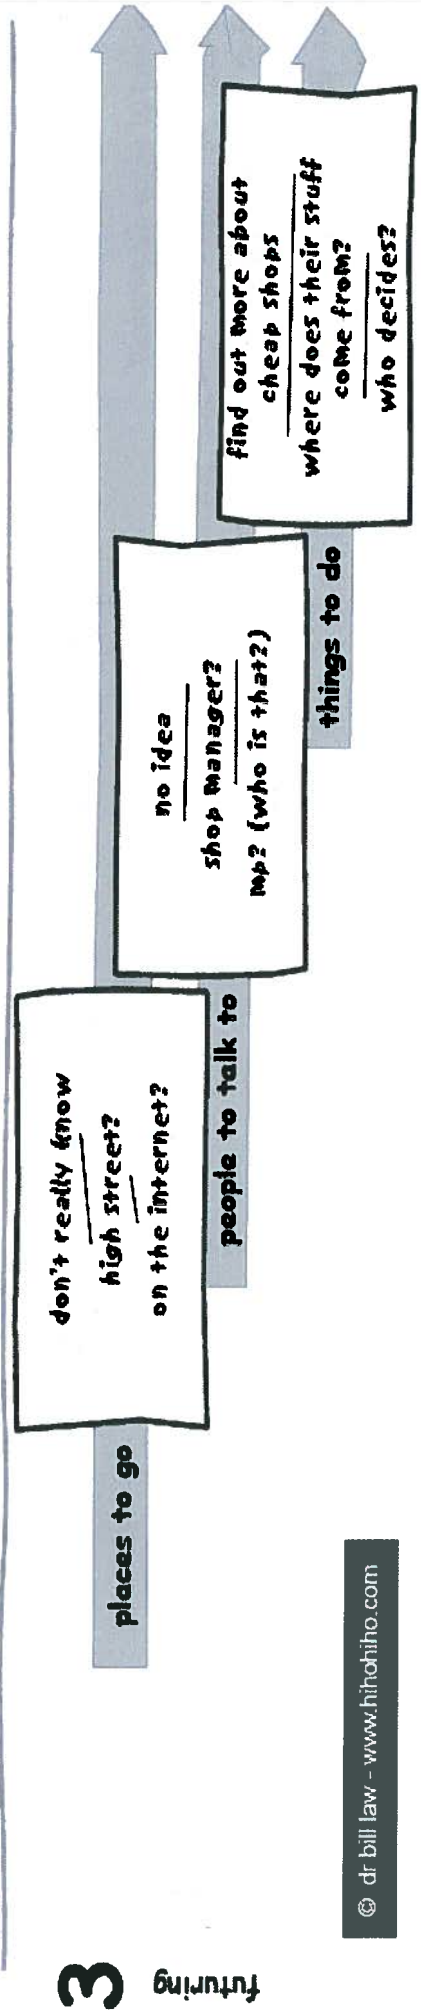 3
futuring
places to go
don't really know
high street?
on the internet?
people to talk to
no idea
shop manager?
mp? (who is that?)
things to do
find out more about
cheap shops
where does their stuff
come from?
who decides?
© dr bill law - www.hihohiho.com